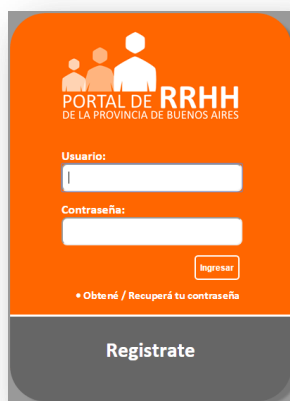 PORTAL DE RRHH
DE LA PROVINCIA DE BUENOS AIRES
Usuario:
Contraseña:
Ingresar
• Obtené / Recuperá tu contraseña
Registrate